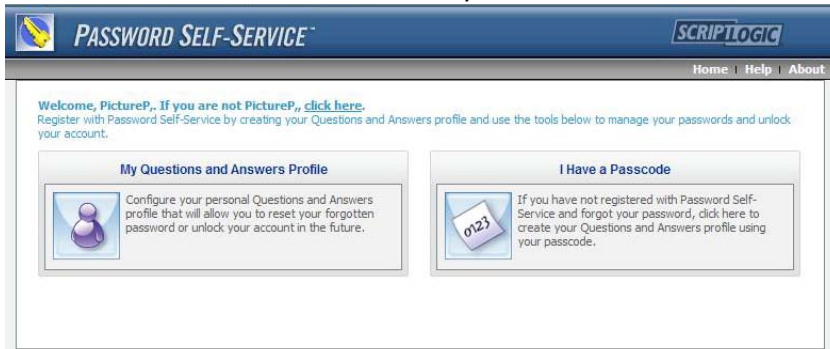 PASSWORD SELF-SERVICE™
SCRIPTLOGIC
Home | Help | About
Welcome, PictureP,. If you are not PictureP,, click here.
Register with Password Self-Service by creating your Questions and Answers profile and use the tools below to manage your passwords and unlock
your account.
My Questions and Answers Profile
Configure your personal Questions and Answers
profile that will allow you to reset your forgotten
password or unlock your account in the future.
I Have a Passcode
0123
If you have not registered with Password Self-
Service and forgot your password, click here to
create your Questions and Answers profile using
your passcode.